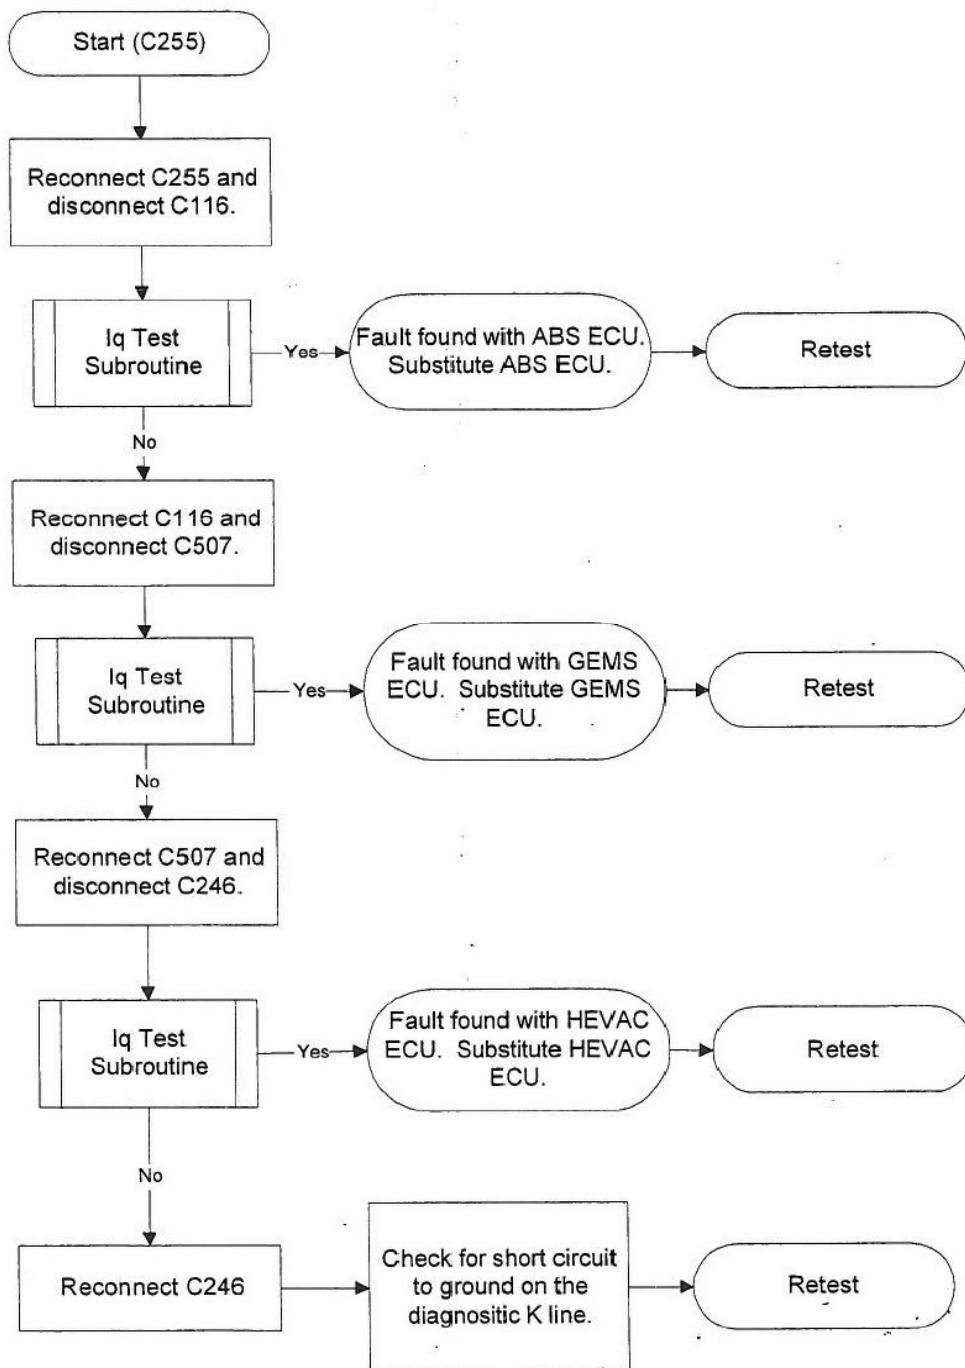 Start (C255)
Reconnect C255 and
disconnect C116.
Iq Test
Subroutine
Yes
Fault found with ABS ECU.
Substitute ABS ECU.
Retest
No
Reconnect C116 and
disconnect C507.
Iq Test
Subroutine
Yes
Fault found with GEMS
ECU. Substitute GEMS
ECU.
Retest
No
Reconnect C507 and
disconnect C246.
Iq Test
Subroutine
Yes
Fault found with HEVAC
ECU. Substitute HEVAC
ECU.
Retest
No
Reconnect C246
Check for short circuit
to ground on the
diagnositic K line.
Retest